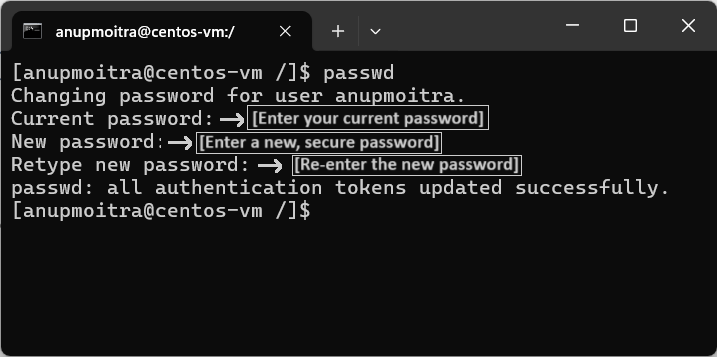 anupmoitra@centos-vm:/
[anupmoitra@centos-vm /]$ passwd
Changing password for user anupmoitra.
Current password: [Enter your current password]
New password: [Enter a new, secure password]
Retype new password: [Re-enter the new password]
passwd: all authentication tokens updated successfully.
[anupmoitra@centos-vm /]$